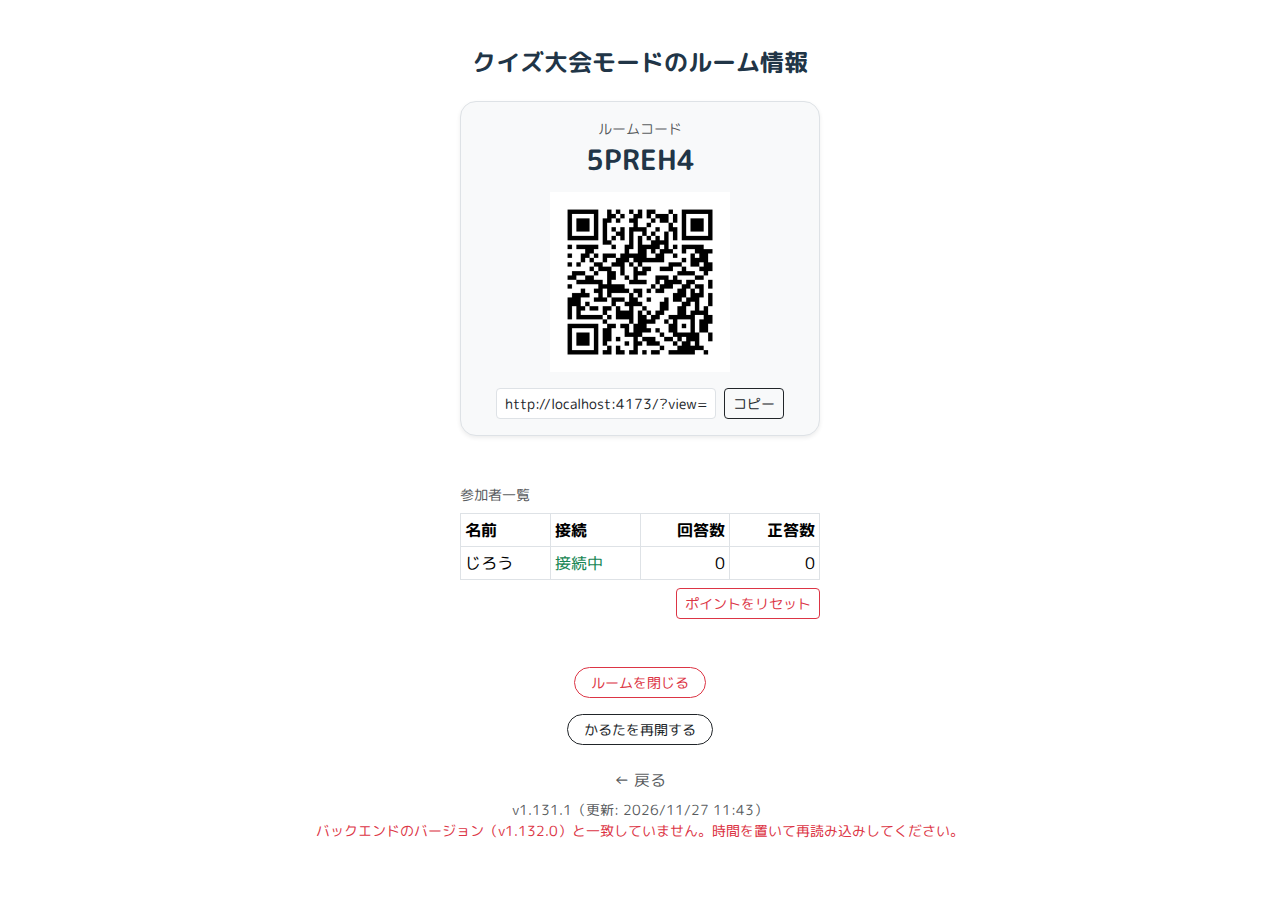 クイズ大会モードのルーム情報
ルームコード
5PREH4
http://localhost:4173/?view=
コピー
参加者一覧
名前 接続 回答数 正答数
じろう 接続中 0 0
ポイントをリセット
ルームを閉じる
かるたを再開する
← 戻る
v1.131.1（更新: 2026/11/27 11:43）
バックエンドのバージョン（v1.132.0）と一致していません。時間を置いて再読み込みしてください。